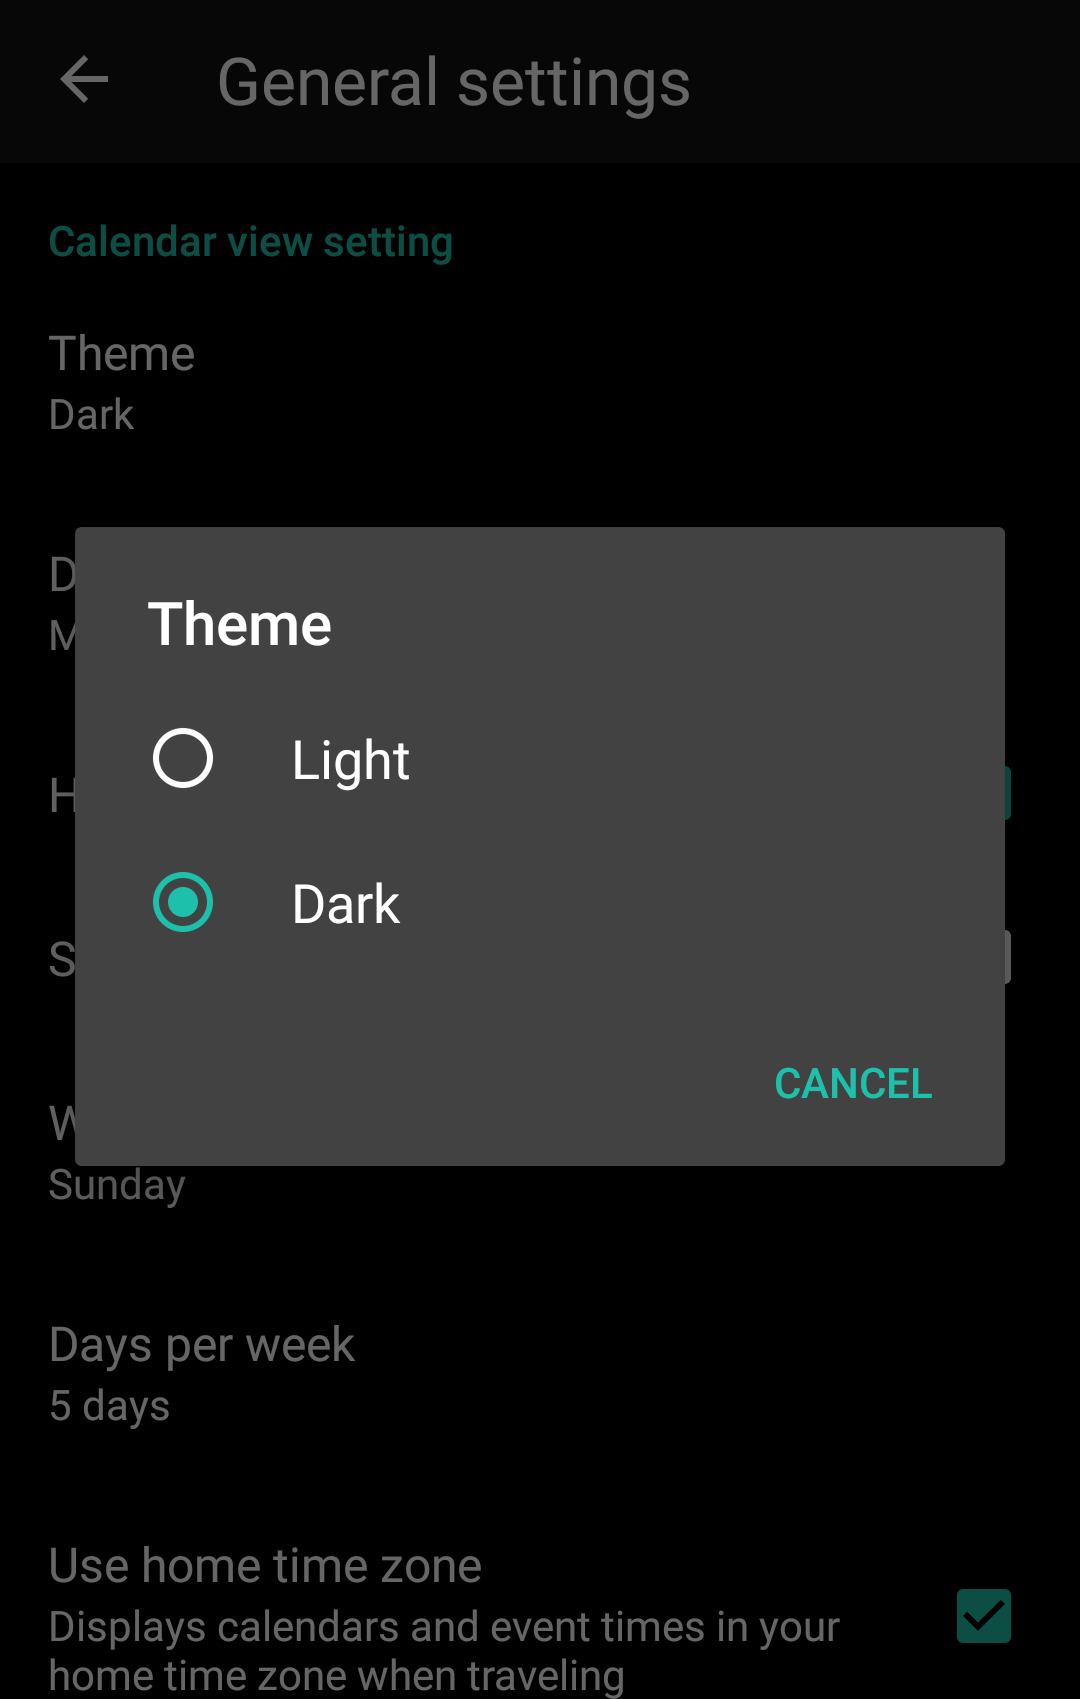 General settings
Calendar view setting
Theme
Dark
Theme
Light
Dark
CANCEL
Sunday
Days per week
5 days
Use home time zone
Displays calendars and event times in your
home time zone when traveling